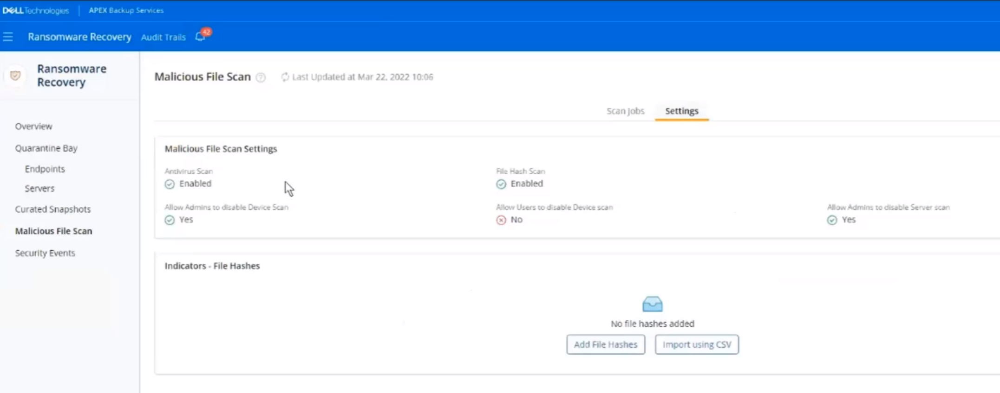 DELL Technologies | APEX Backup Services
Ransomware Recovery Audit Trails 42
Ransomware
Recovery
Overview
Quarantine Bay
Endpoints
Servers
Curated Snapshots
Malicious File Scan
Security Events
Malicious File Scan ? Last Updated at Mar 22, 2022 10:06
Scan Jobs Settings
Malicious File Scan Settings
Antivirus Scan
Enabled
File Hash Scan
Enabled
Allow Admins to disable Device Scan
Yes
Allow Users to disable Device scan
No
Allow Admins to disable Server scan
Yes
Indicators - File Hashes
No file hashes added
Add File Hashes Import using CSV